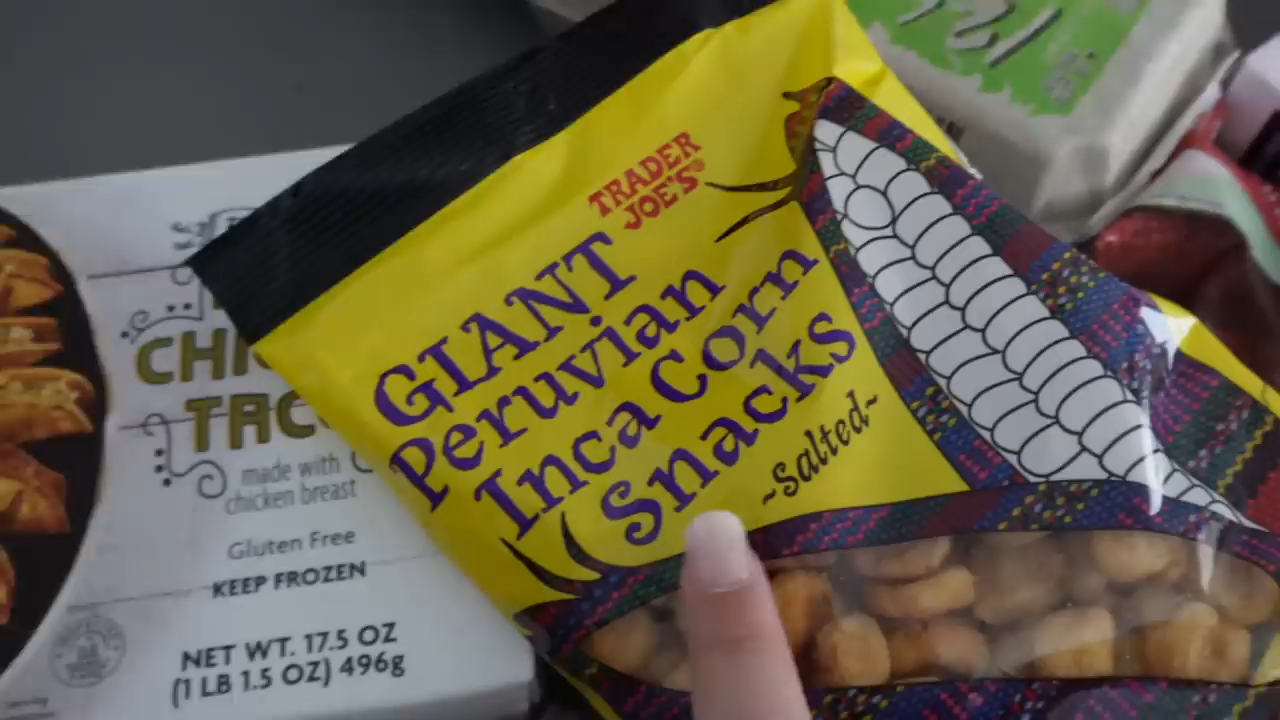 TRADER
JOE'S®
GIANT
Peruvian
Inca Corn
Snacks
~Salted~
made with
chicken breast
Gluten Free
KEEP FROZEN
NET WT. 17.5 OZ
(1 LB 1.5 OZ) 496g